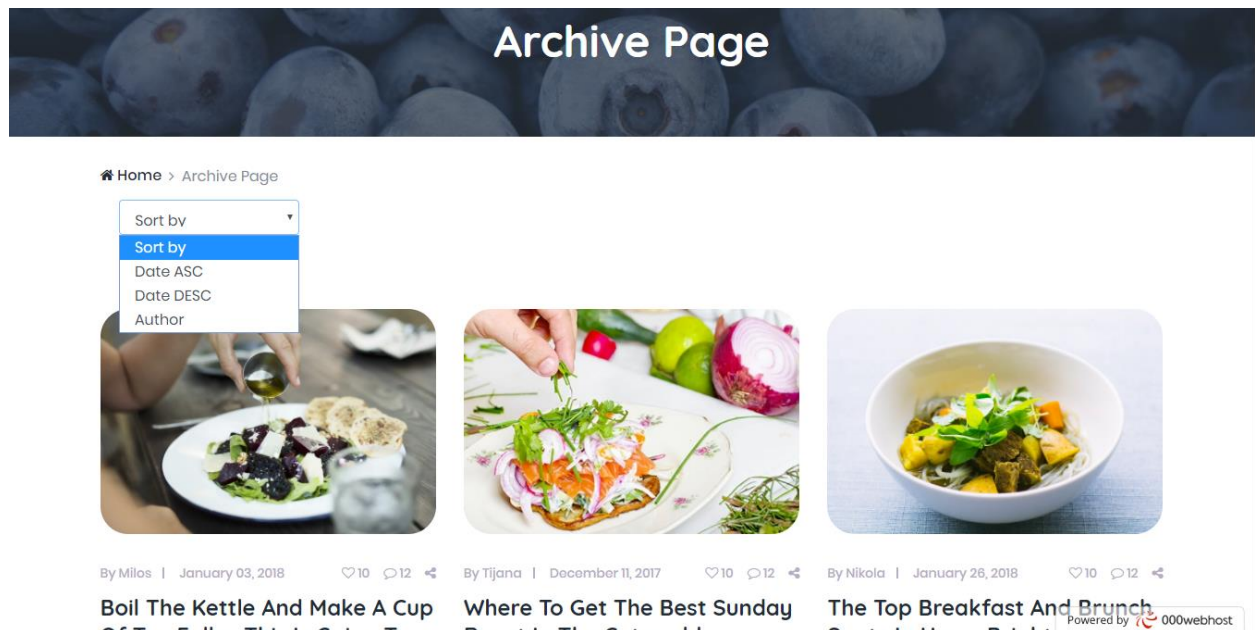 Archive Page
Home > Archive Page
Sort by
Sort by
Date ASC
Date DESC
Author
By Milos | January 03, 2018 10 12
By Tijana | December 11, 2017 10 12
By Nikola | January 26, 2018 10 12
Boil The Kettle And Make A Cup
Where To Get The Best Sunday
The Top Breakfast And Brunch
Powered by 000webhost